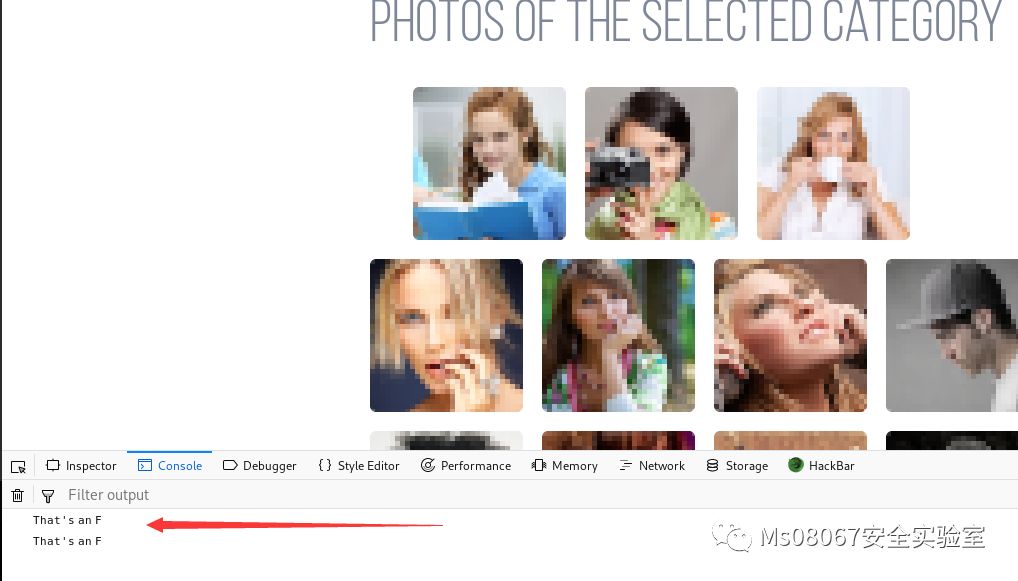 PHOTOS OF THE SELECTED CATEGORY
Inspector Console Debugger {} Style Editor Performance Memory Network Storage HackBar
Filter output
That's an F
That's an F
Ms08067安全实验室